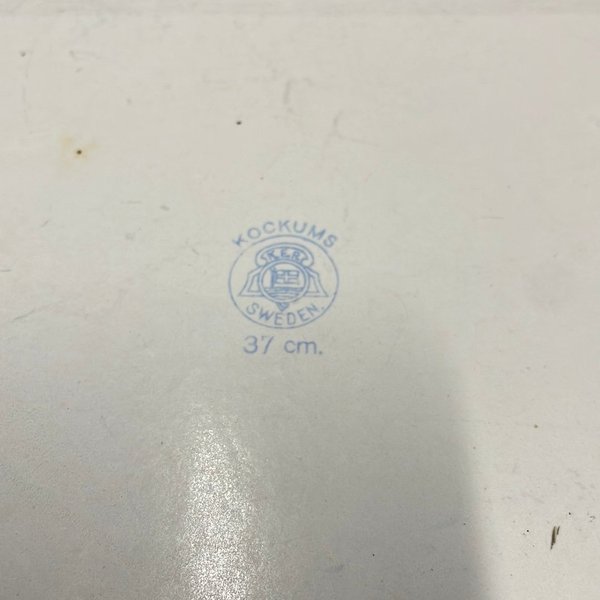 KOCKUMS
K.E.R.
SWEDEN.
37 cm.